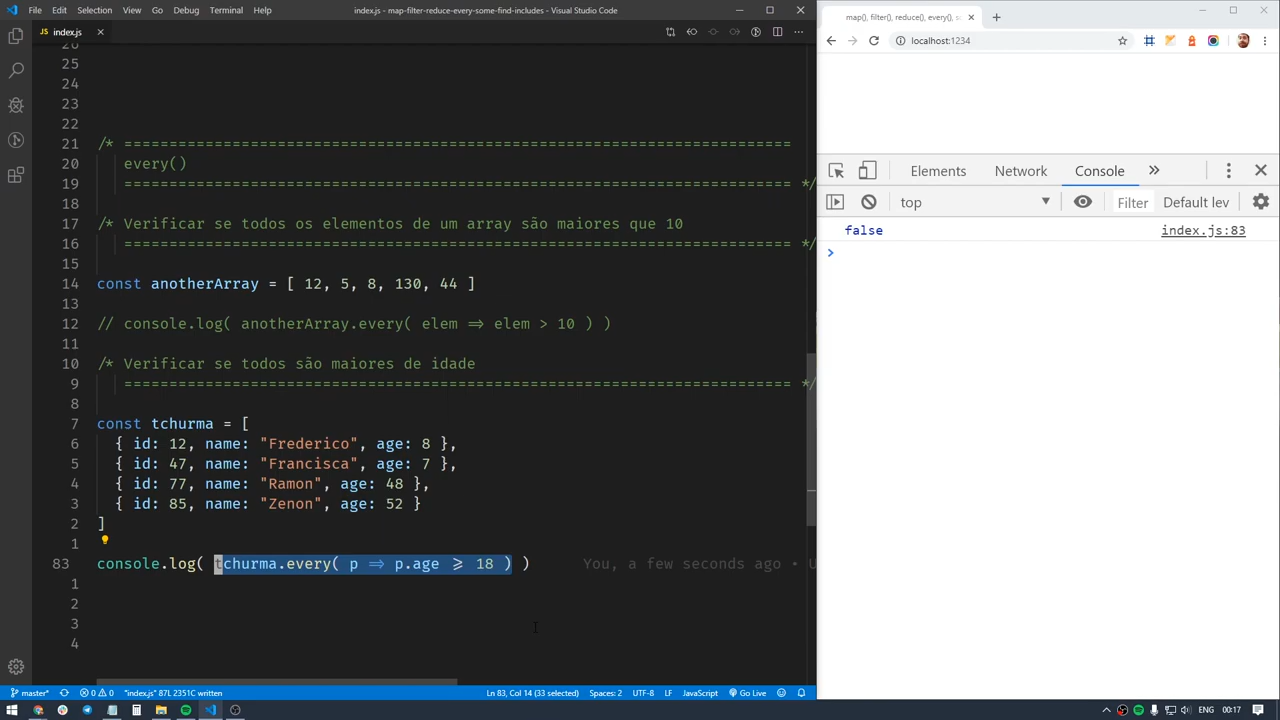 File Edit Selection View Go Debug Terminal Help index.js - map-filter-reduce-every-some-find-includes - Visual Studio Code
JS index.js
map(), filter(), reduce(), every(), sc
localhost:1234
26
25
24
23
22
21 /* ==========================================================================
20 every()
19 ========================================================================== */
18
17 /* Verificar se todos os elementos de um array são maiores que 10
16 ========================================================================== */
15
14 const anotherArray = [ 12, 5, 8, 130, 44 ]
13
12 // console.log( anotherArray.every( elem => elem > 10 ) )
11
10 /* Verificar se todos são maiores de idade
9 ========================================================================== */
8
7 const tchurma = [
6 { id: 12, name: "Frederico", age: 8 },
5 { id: 47, name: "Francisca", age: 7 },
4 { id: 77, name: "Ramon", age: 48 },
3 { id: 85, name: "Zenon", age: 52 }
2 ]
1
83 console.log( tchurma.every( p => p.age >= 18 ) ) You, a few seconds ago • U
1
2
3
4
Elements Network Console
top Filter Default lev
false index.js:83
master* 0 0 "index.js" 87L 2351C written Ln 83, Col 14 (33 selected) Spaces: 2 UTF-8 LF JavaScript Go Live
ENG 00:17